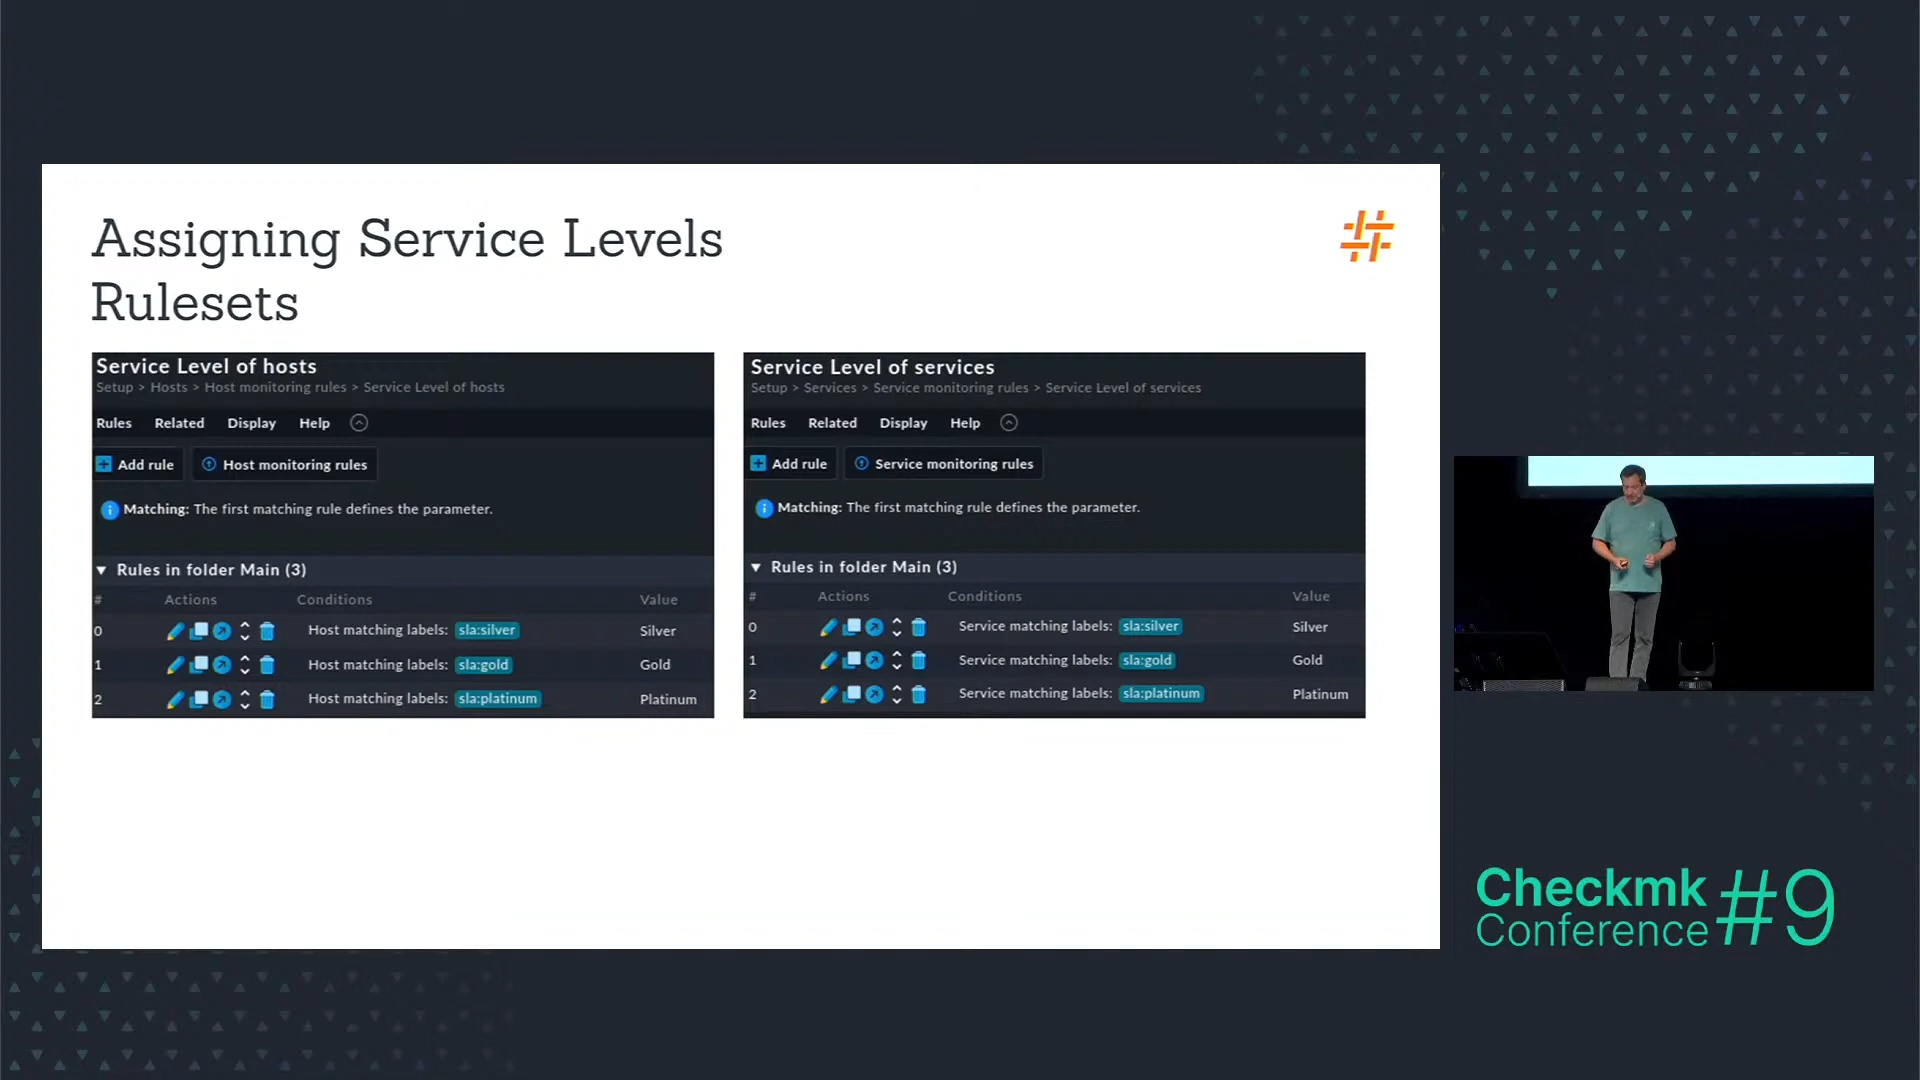 Assigning Service Levels
Rulesets
Service Level of hosts
Setup > Hosts > Host monitoring rules > Service Level of hosts
Rules Related Display Help
Add rule Host monitoring rules
Matching: The first matching rule defines the parameter.
Rules in folder Main (3)
# Actions Conditions Value
0 Host matching labels: sla:silver Silver
1 Host matching labels: sla:gold Gold
2 Host matching labels: sla:platinum Platinum
Service Level of services
Setup > Services > Service monitoring rules > Service Level of services
Rules Related Display Help
Add rule Service monitoring rules
Matching: The first matching rule defines the parameter.
Rules in folder Main (3)
# Actions Conditions Value
0 Service matching labels: sla:silver Silver
1 Service matching labels: sla:gold Gold
2 Service matching labels: sla:platinum Platinum
Checkmk
Conference #9